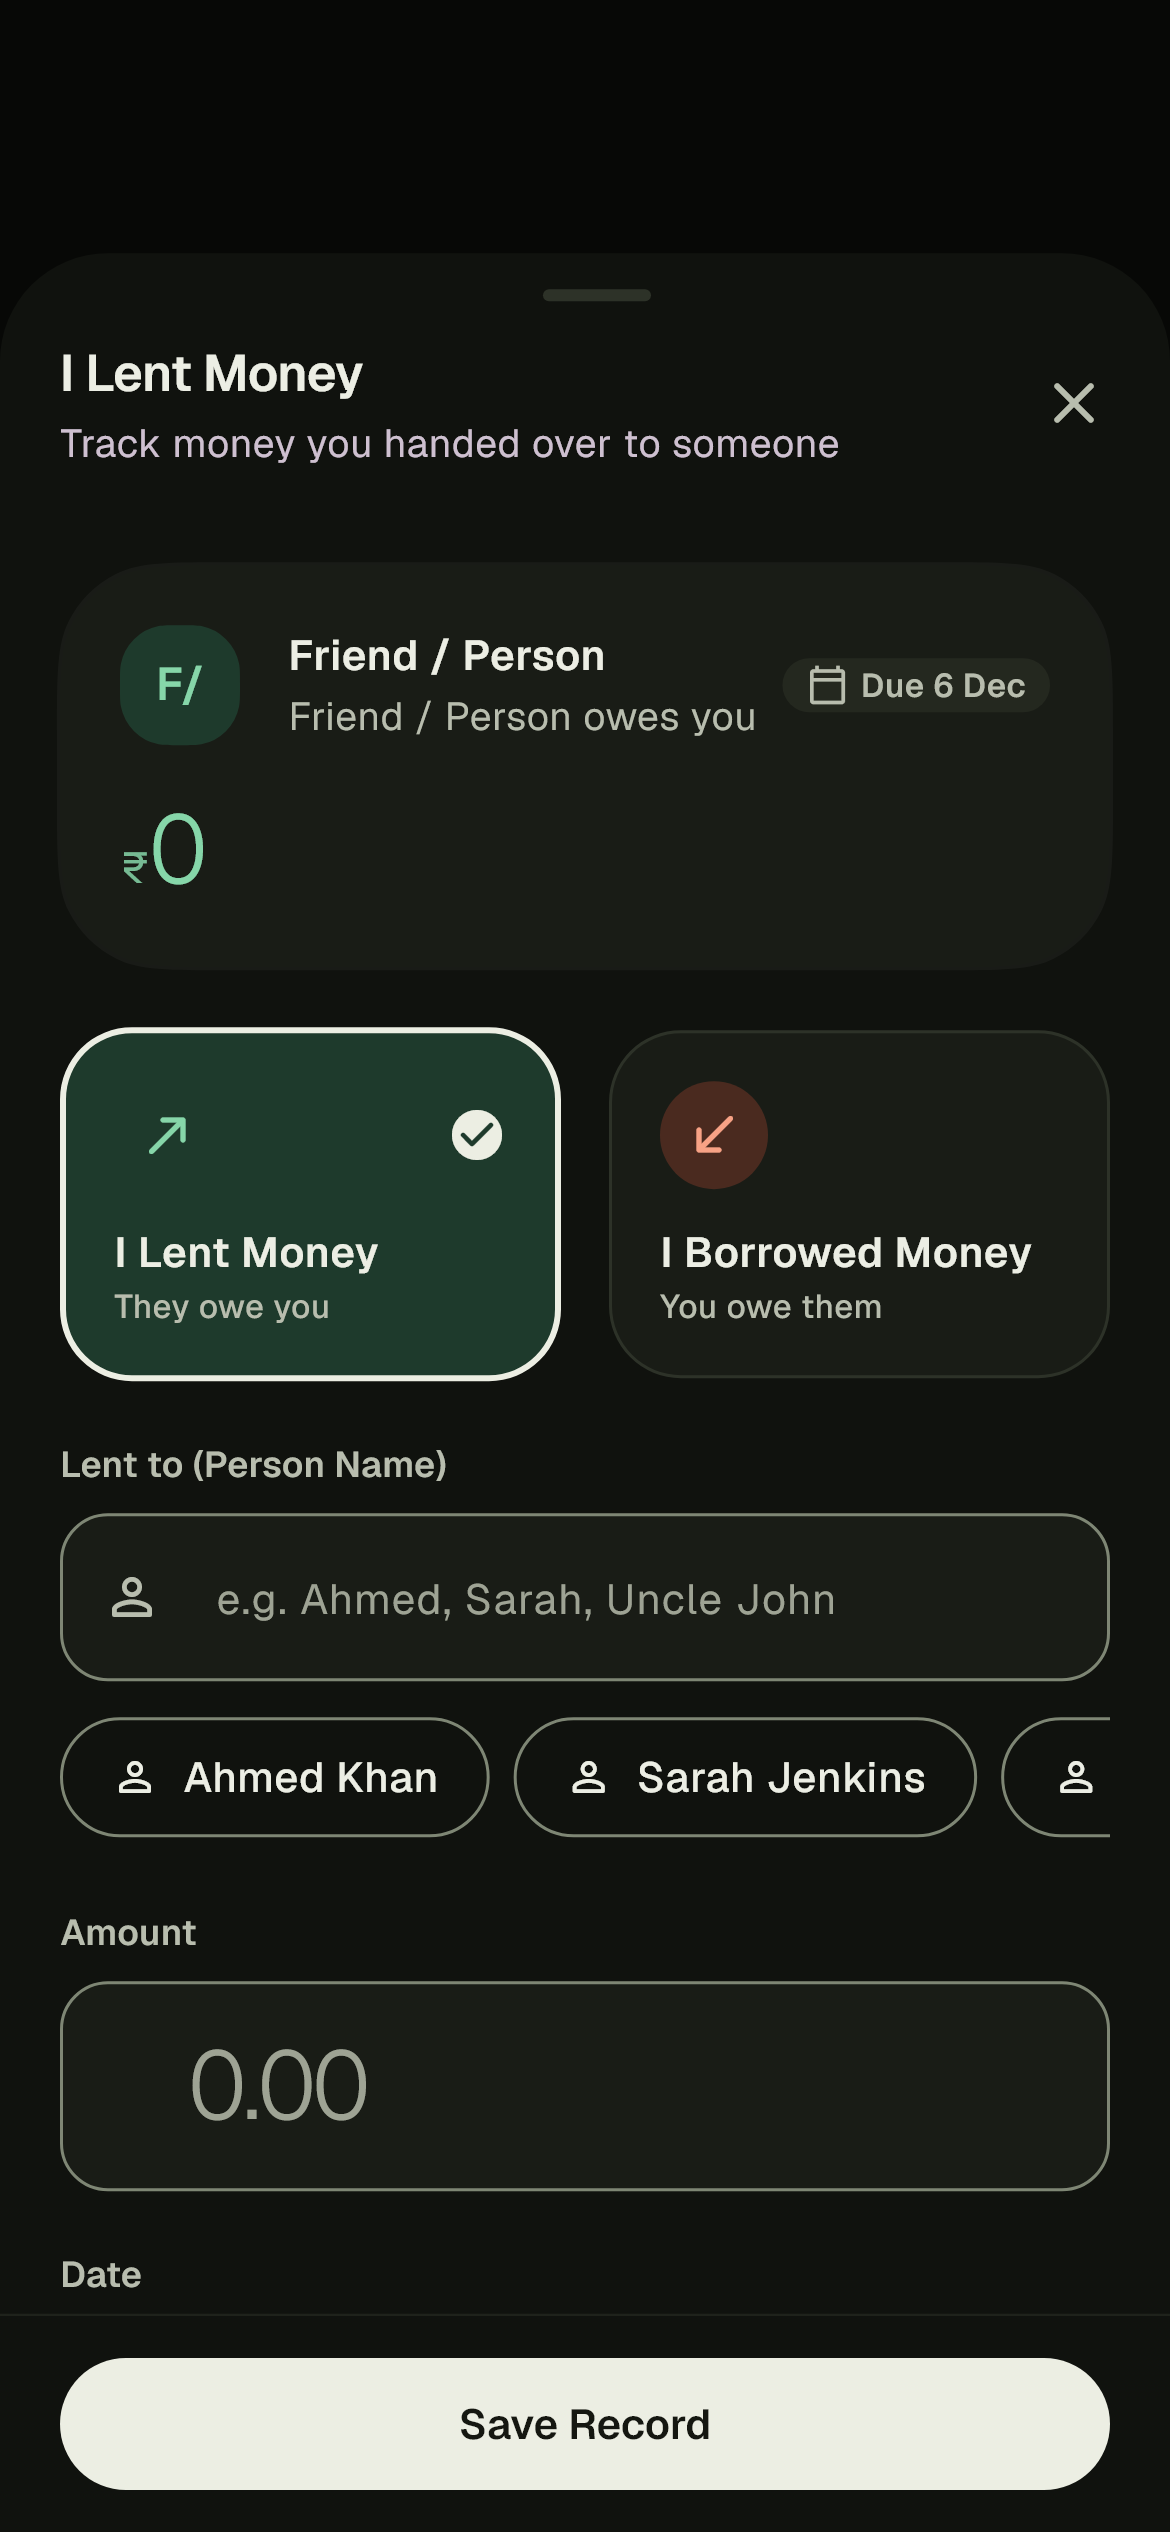 I Lent Money
Track money you handed over to someone
F/
Friend / Person
Friend / Person owes you
Due 6 Dec
₹0
I Lent Money
They owe you
I Borrowed Money
You owe them
Lent to (Person Name)
e.g. Ahmed, Sarah, Uncle John
Ahmed Khan
Sarah Jenkins
Amount
0.00
Date
Save Record